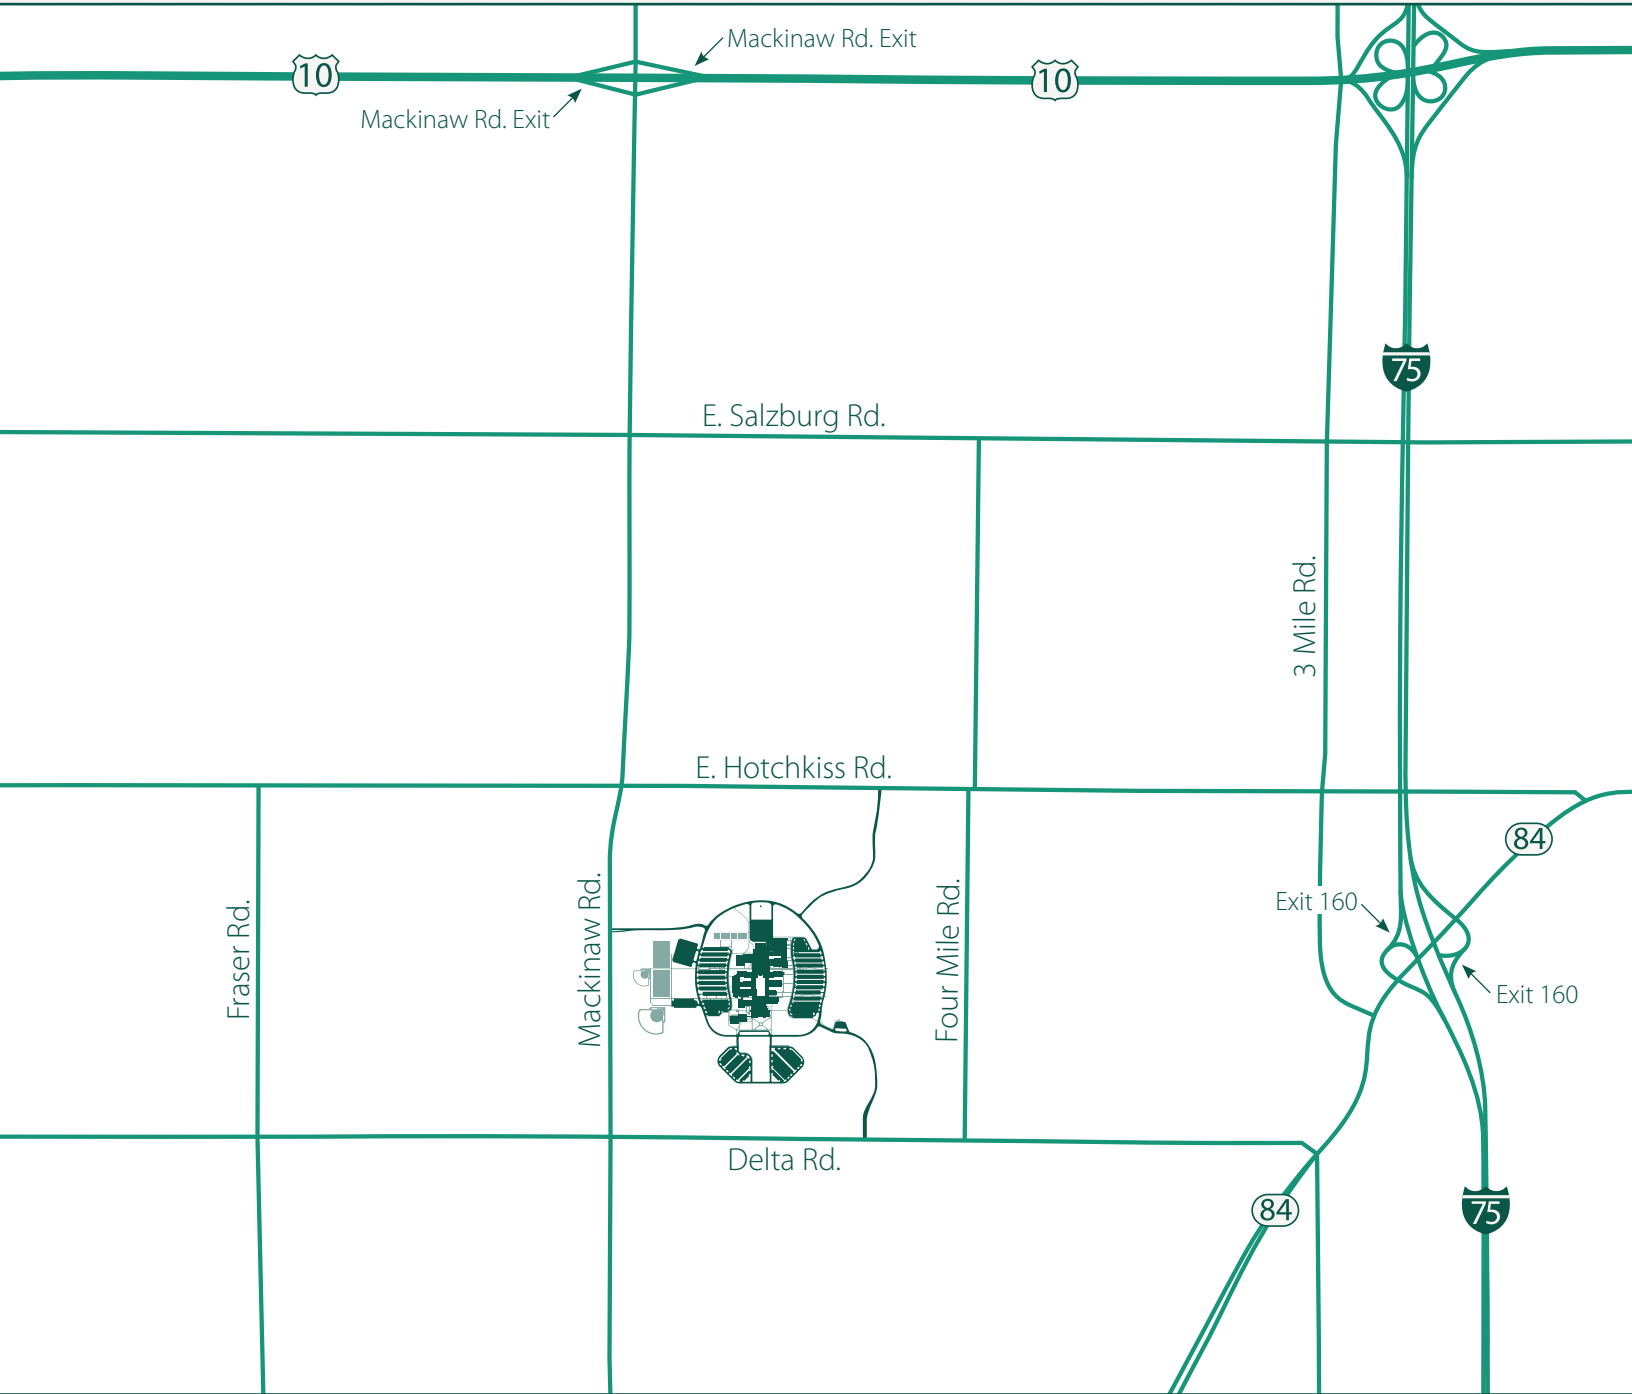 Mackinaw Rd. Exit
10
10
Mackinaw Rd. Exit
75
E. Salzburg Rd.
3 Mile Rd.
E. Hotchkiss Rd.
84
Exit 160
Fraser Rd.
Mackinaw Rd.
Four Mile Rd.
Exit 160
Delta Rd.
84
75